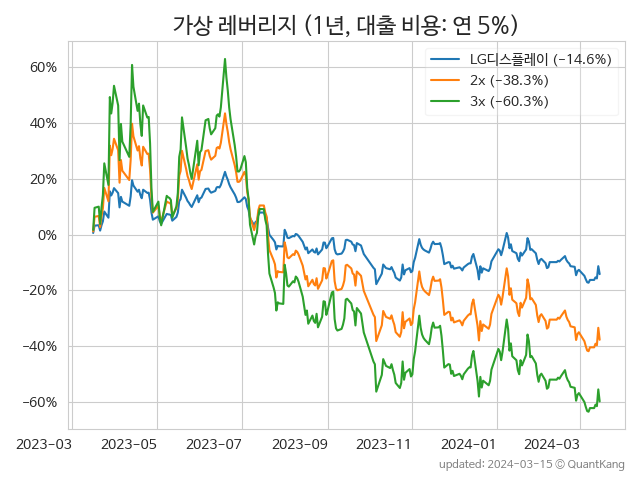 가상 레버리지 (1년, 대출 비용: 연 5%)
LG디스플레이 (−14.6%)
2x (−38.3%)
3x (−60.3%)
60%
40%
20%
0%
−20%
−40%
−60%
2023-03 2023-05 2023-07 2023-09 2023-11 2024-01 2024-03
updated: 2024-03-15 © QuantKang